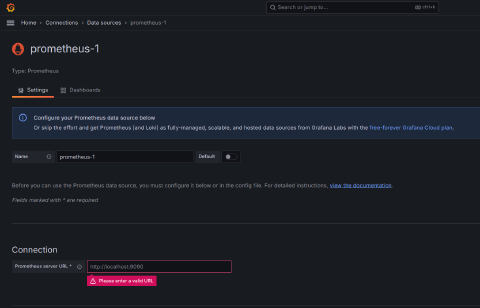 Search or jump to... ctrl+k
Home › Connections › Data sources › prometheus-1
prometheus-1
Type: Prometheus
Settings Dashboards
Configure your Prometheus data source below
Or skip the effort and get Prometheus (and Loki) as fully-managed, scalable, and hosted data sources from Grafana Labs with the free-forever Grafana Cloud plan.
Name prometheus-1 Default
Before you can use the Prometheus data source, you must configure it below or in the config file. For detailed instructions, view the documentation.
Fields marked with * are required
Connection
Prometheus server URL * http://localhost:9090
Please enter a valid URL